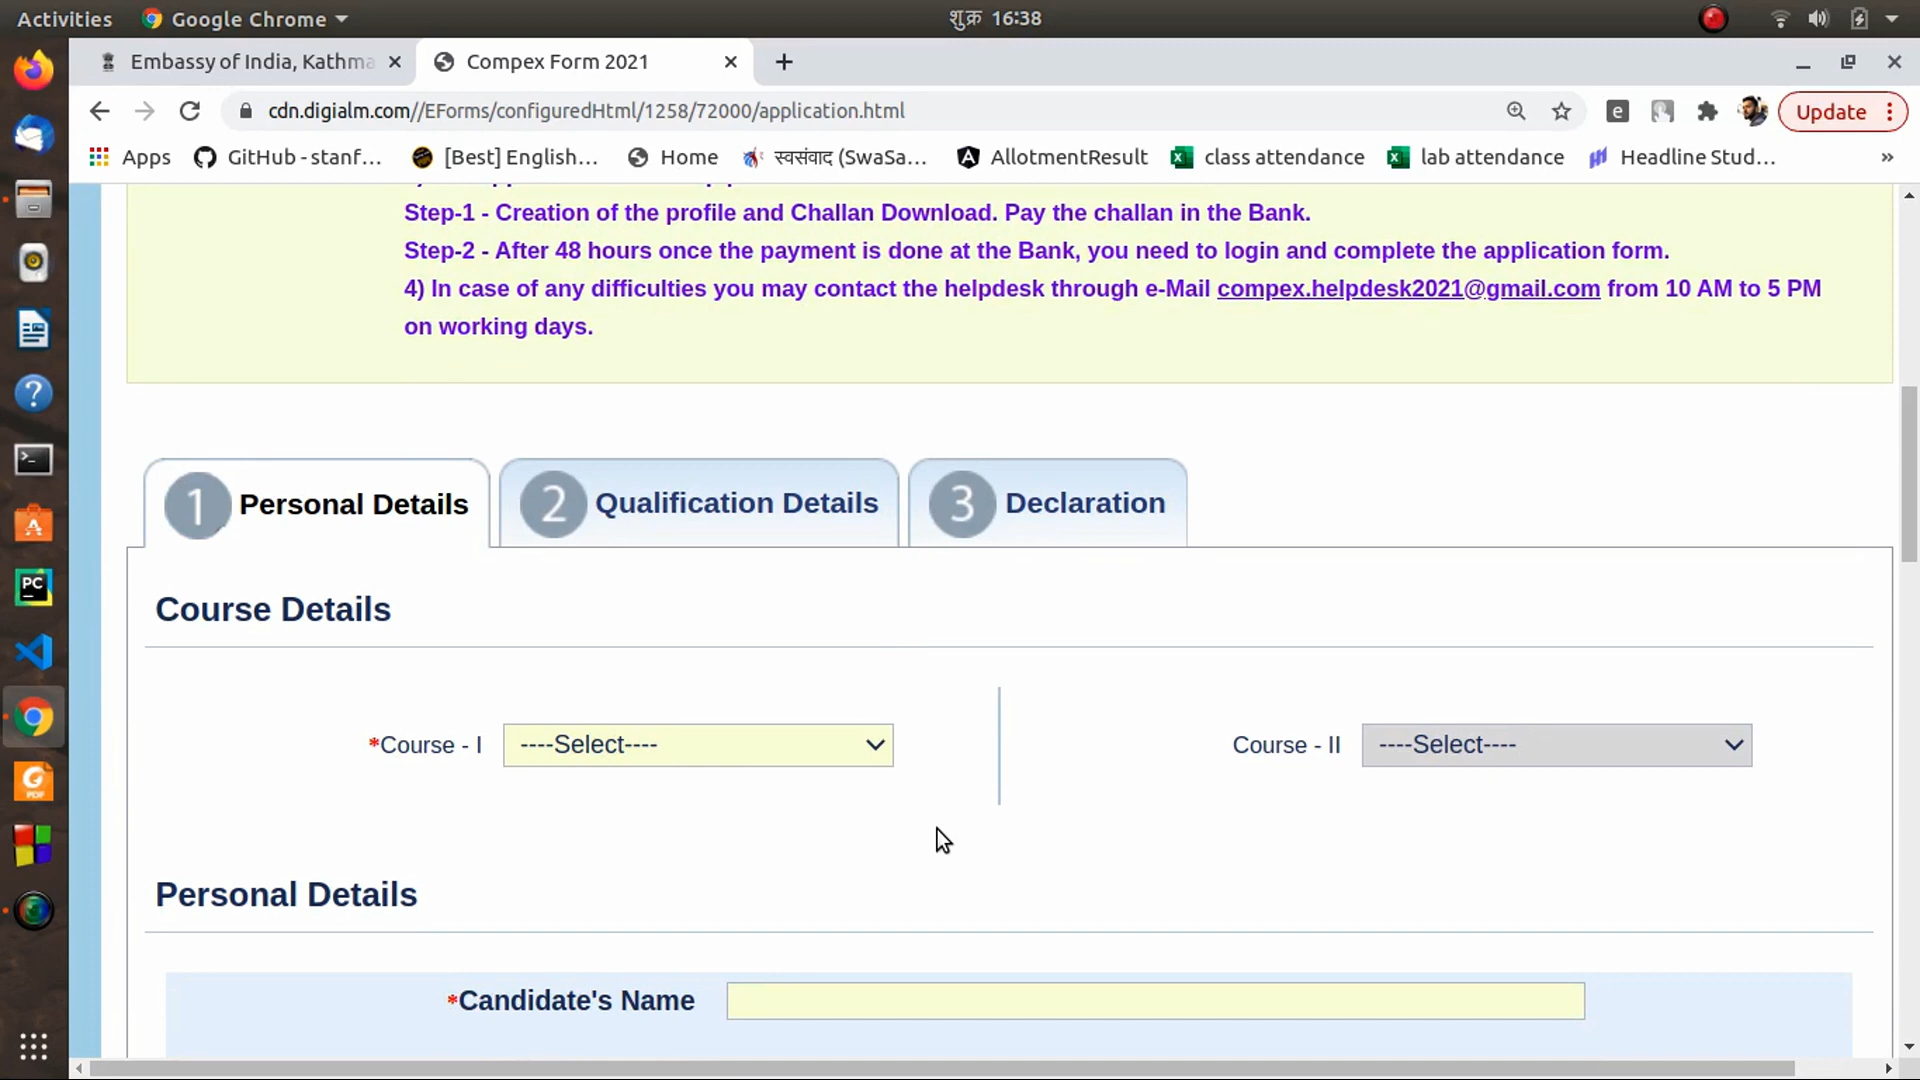 Activities
Google Chrome
शुक्र 16:38
Embassy of India, Kathma
Compex Form 2021
cdn.digialm.com//EForms/configuredHtml/1258/72000/application.html
e
Update
Apps
GitHub - stanf...
[Best] English...
Home
स्वसंवाद (SwaSa...
AllotmentResult
class attendance
lab attendance
Headline Stud...
»
Step-1 - Creation of the profile and Challan Download. Pay the challan in the Bank.
Step-2 - After 48 hours once the payment is done at the Bank, you need to login and complete the application form.
4) In case of any difficulties you may contact the helpdesk through e-Mail compex.helpdesk2021@gmail.com from 10 AM to 5 PM
on working days.
1 Personal Details
2 Qualification Details
3 Declaration
Course Details
*Course - I ----Select----
Course - II ----Select----
Personal Details
*Candidate's Name
PC
PDF